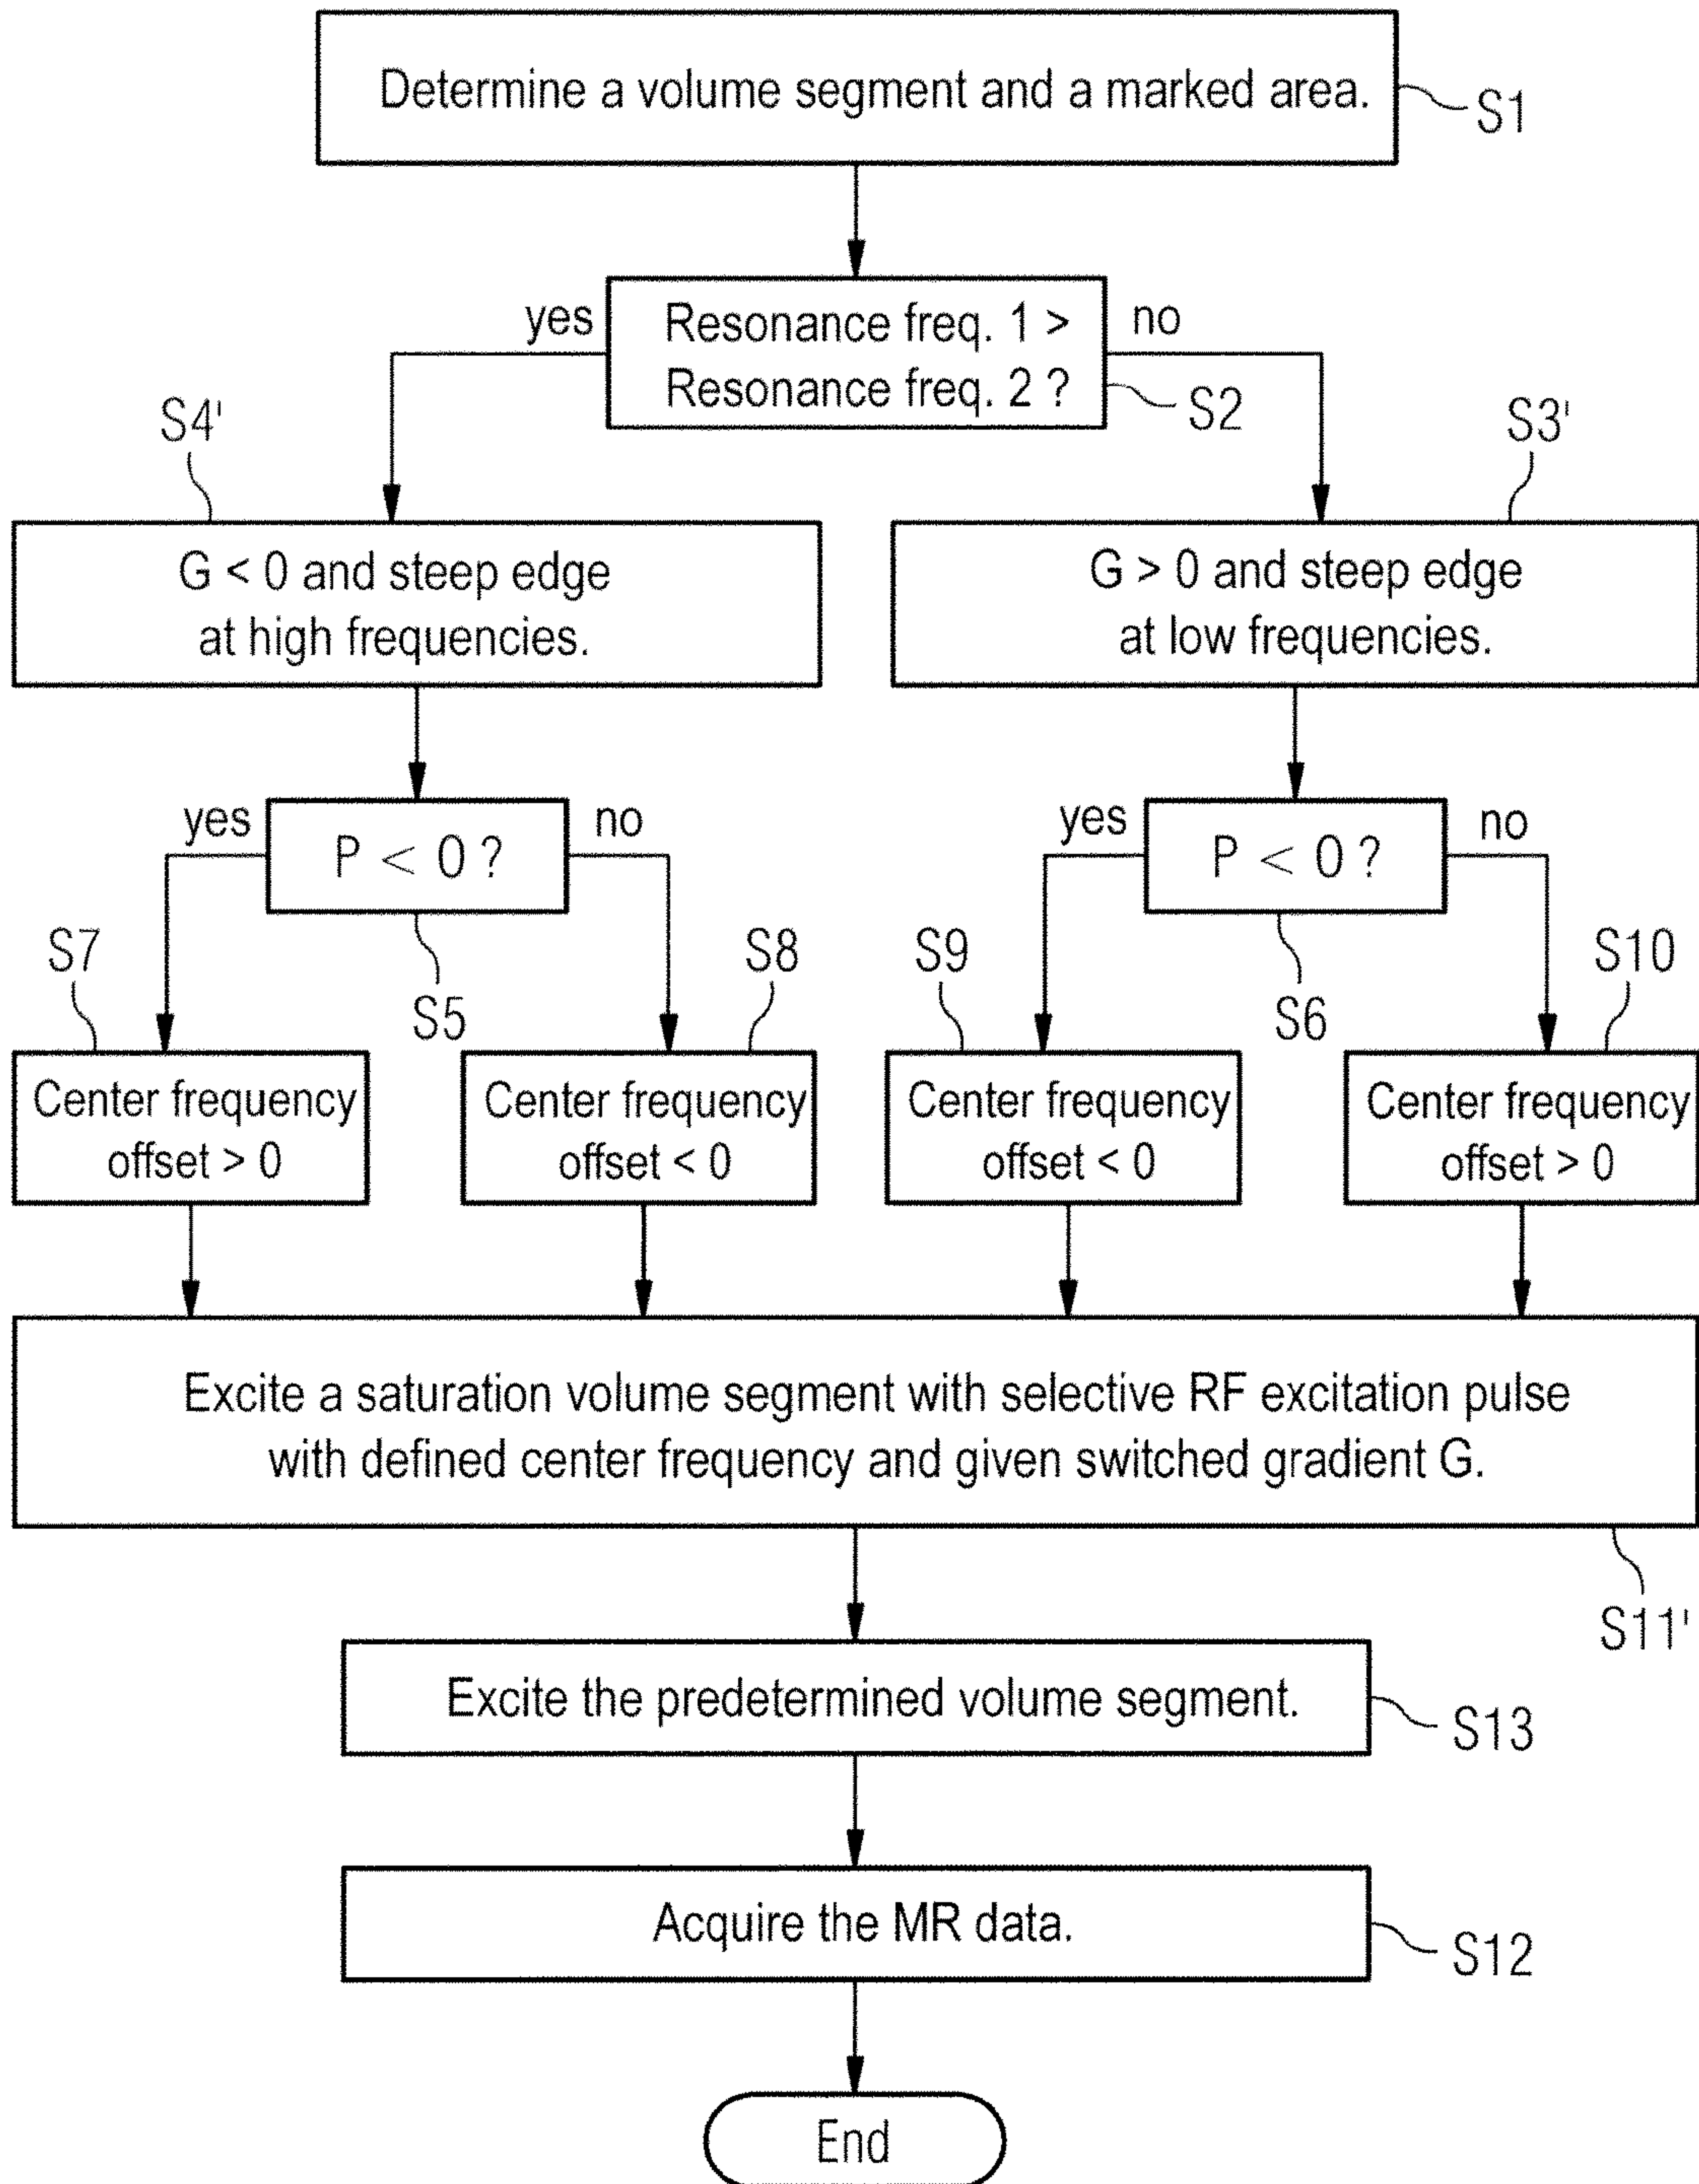 Determine a volume segment and a marked area.
S1
yes
Resonance freq. 1 >
Resonance freq. 2 ?
no
S2
S4'
S3'
G < 0 and steep edge
at high frequencies.
G > 0 and steep edge
at low frequencies.
yes
P < 0 ?
no
yes
P < 0 ?
no
S7
S5
S8
S9
S6
S10
Center frequency
offset > 0
Center frequency
offset < 0
Center frequency
offset < 0
Center frequency
offset > 0
Excite a saturation volume segment with selective RF excitation pulse
with defined center frequency and given switched gradient G.
S11'
Excite the predetermined volume segment.
S13
Acquire the MR data.
S12
End